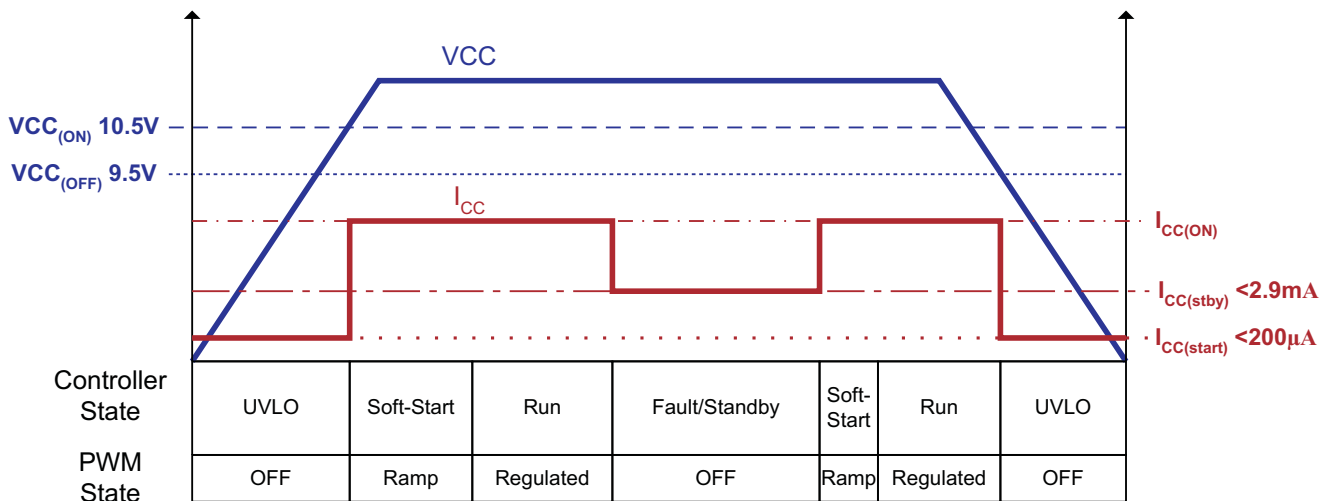 VCC
VCC(ON) 10.5V
VCC(OFF) 9.5V
ICC
ICC(ON)
ICC(stby) <2.9mA
ICC(start) <200µA
Controller
State
UVLO
Soft-Start
Run
Fault/Standby
Soft-
Start
Run
UVLO
PWM
State
OFF
Ramp
Regulated
OFF
Ramp
Regulated
OFF